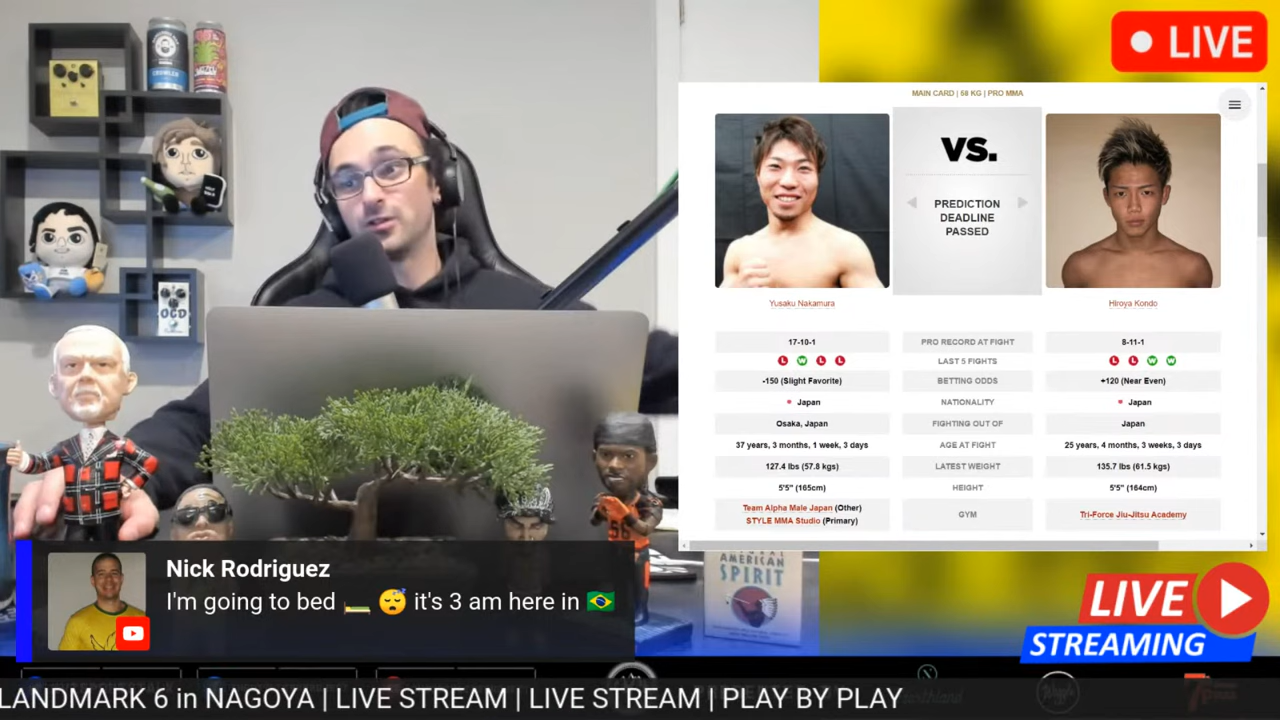 LIVE
CROWLER
MAIN CARD | 58 KG | PRO MMA
VS.
PREDICTION
DEADLINE
PASSED
Yusaku Nakamura
Hiroya Kondo
17-10-1 PRO RECORD AT FIGHT 8-11-1
L W L L LAST 5 FIGHTS L L W W
-150 (Slight Favorite) BETTING ODDS +120 (Near Even)
Japan NATIONALITY Japan
Osaka, Japan FIGHTING OUT OF Japan
37 years, 3 months, 1 week, 3 days AGE AT FIGHT 25 years, 4 months, 3 weeks, 3 days
127.4 lbs (57.8 kgs) LATEST WEIGHT 135.7 lbs (61.5 kgs)
5'5" (165cm) HEIGHT 5'5" (164cm)
Team Alpha Male Japan (Other)
STYLE MMA Studio (Primary)
GYM
Tri-Force Jiu-Jitsu Academy
OCD
AMERICAN
SPIRIT
Nick Rodriguez
I'm going to bed 🛏️ 😴 it's 3 am here in 🇧🇷
LIVE
STREAMING
LANDMARK 6 in NAGOYA | LIVE STREAM | LIVE STREAM | PLAY BY PLAY